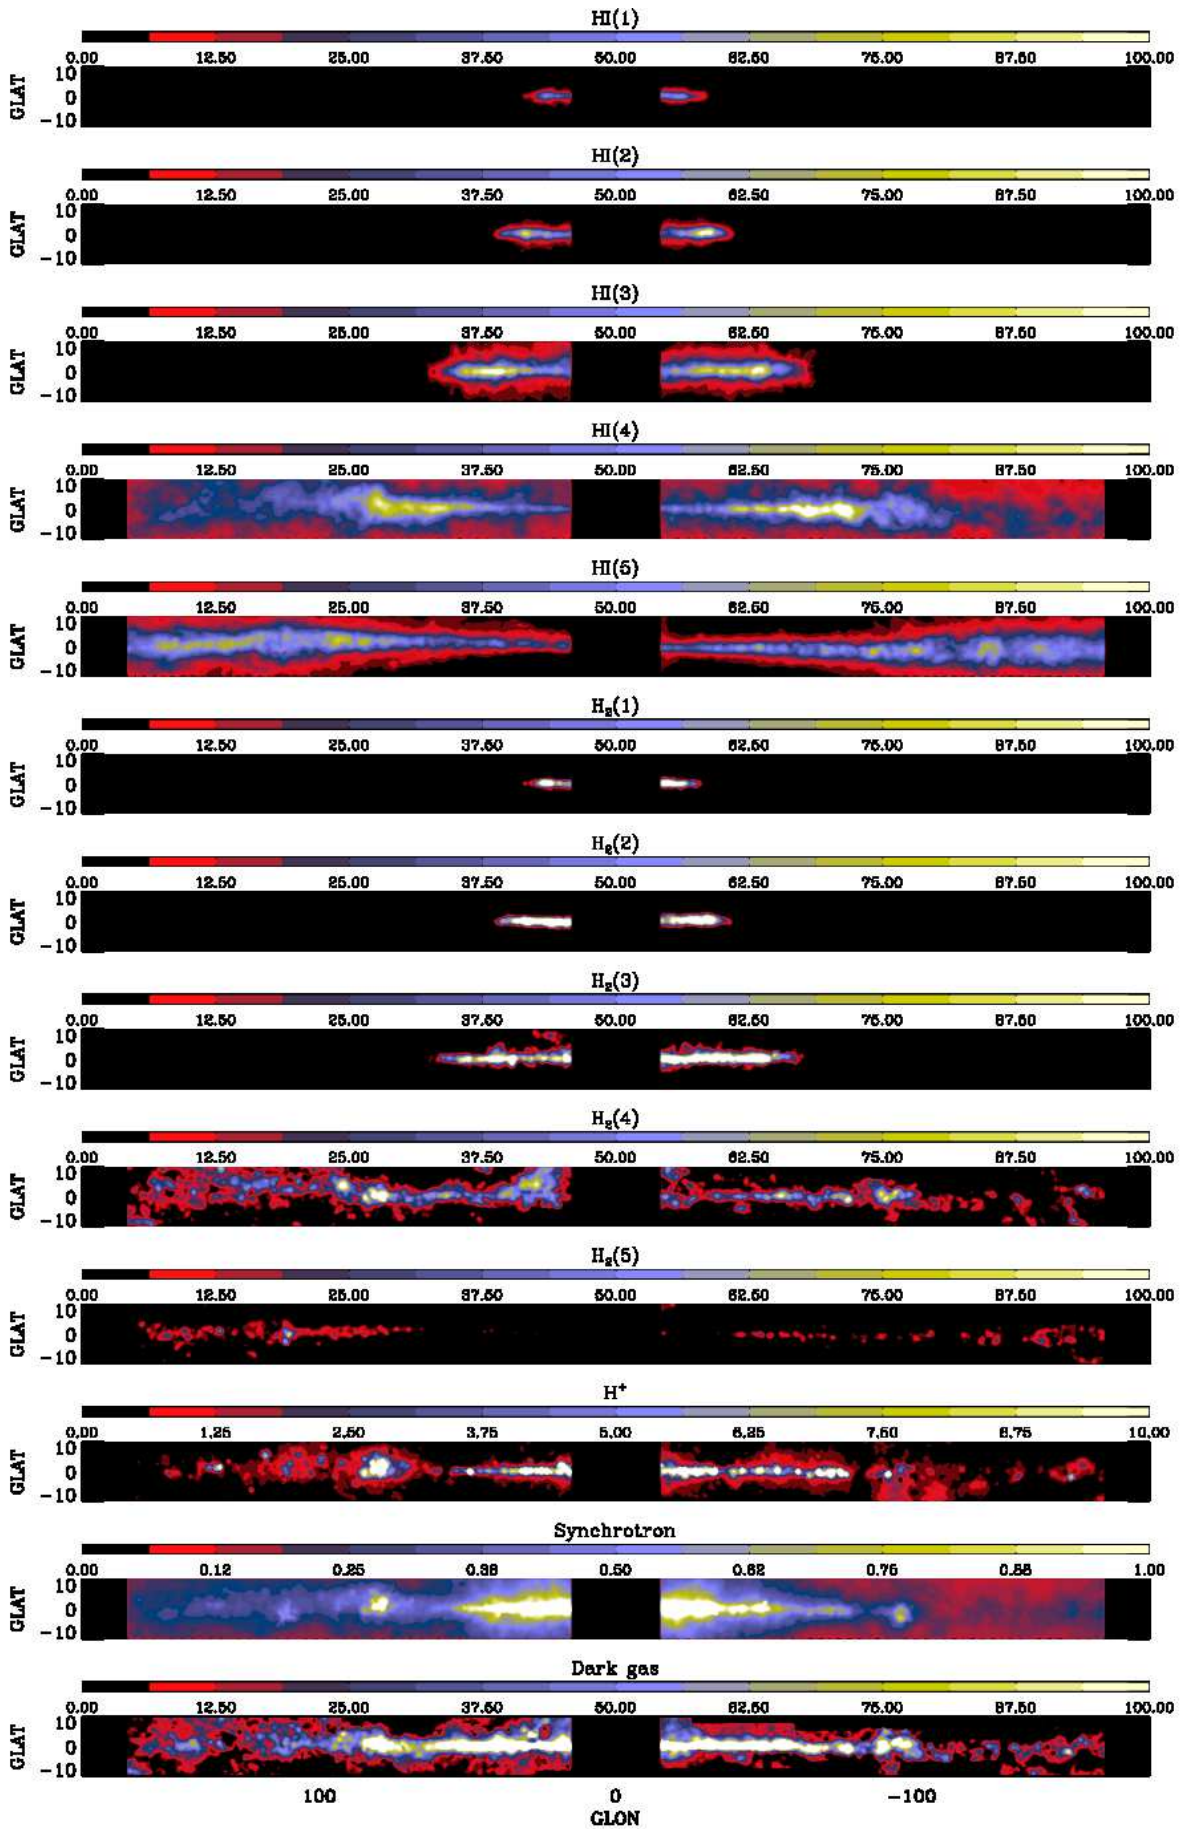 HI(1)
0.00 12.50 25.00 37.50 50.00 62.50 75.00 87.50 100.00
10
GLAT 0
−10
HI(2)
0.00 12.50 25.00 37.50 50.00 62.50 75.00 87.50 100.00
10
GLAT 0
−10
HI(3)
0.00 12.50 25.00 37.50 50.00 62.50 75.00 87.50 100.00
10
GLAT 0
−10
HI(4)
0.00 12.50 25.00 37.50 50.00 62.50 75.00 87.50 100.00
10
GLAT 0
−10
HI(5)
0.00 12.50 25.00 37.50 50.00 62.50 75.00 87.50 100.00
10
GLAT 0
−10
H₂(1)
0.00 12.50 25.00 37.50 50.00 62.50 75.00 87.50 100.00
10
GLAT 0
−10
H₂(2)
0.00 12.50 25.00 37.50 50.00 62.50 75.00 87.50 100.00
10
GLAT 0
−10
H₂(3)
0.00 12.50 25.00 37.50 50.00 62.50 75.00 87.50 100.00
10
GLAT 0
−10
H₂(4)
0.00 12.50 25.00 37.50 50.00 62.50 75.00 87.50 100.00
10
GLAT 0
−10
H₂(5)
0.00 12.50 25.00 37.50 50.00 62.50 75.00 87.50 100.00
10
GLAT 0
−10
H⁺
0.00 1.25 2.50 3.75 5.00 6.25 7.50 8.75 10.00
10
GLAT 0
−10
Synchrotron
0.00 0.12 0.25 0.38 0.50 0.62 0.75 0.88 1.00
10
GLAT 0
−10
Dark gas
0.00 12.50 25.00 37.50 50.00 62.50 75.00 87.50 100.00
10
GLAT 0
−10
100 0 −100
GLON